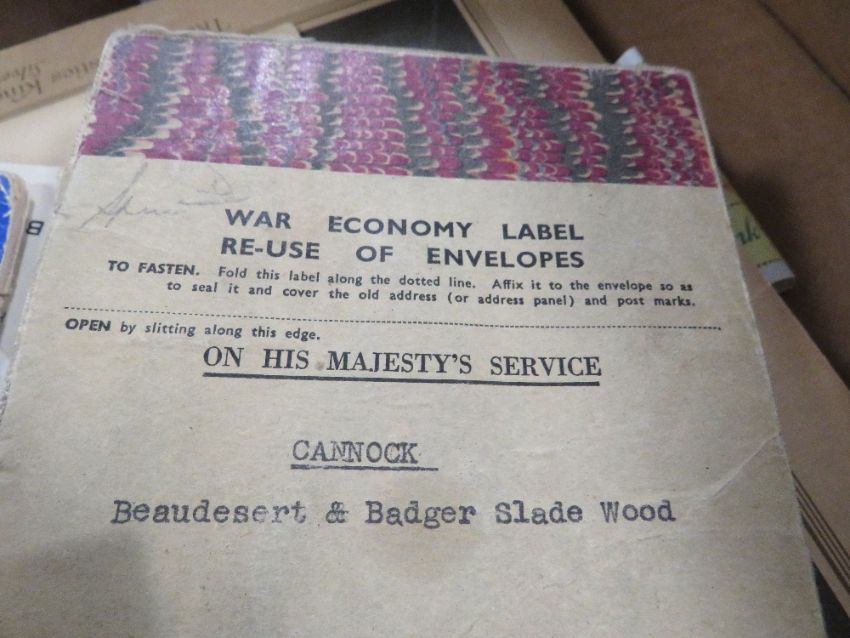 WAR ECONOMY LABEL
RE-USE OF ENVELOPES
TO FASTEN. Fold this label along the dotted line. Affix it to the envelope so as
to seal it and cover the old address (or address panel) and post marks.
OPEN by slitting along this edge.
ON HIS MAJESTY'S SERVICE
CANNOCK
Beaudesert & Badger Slade Wood
B